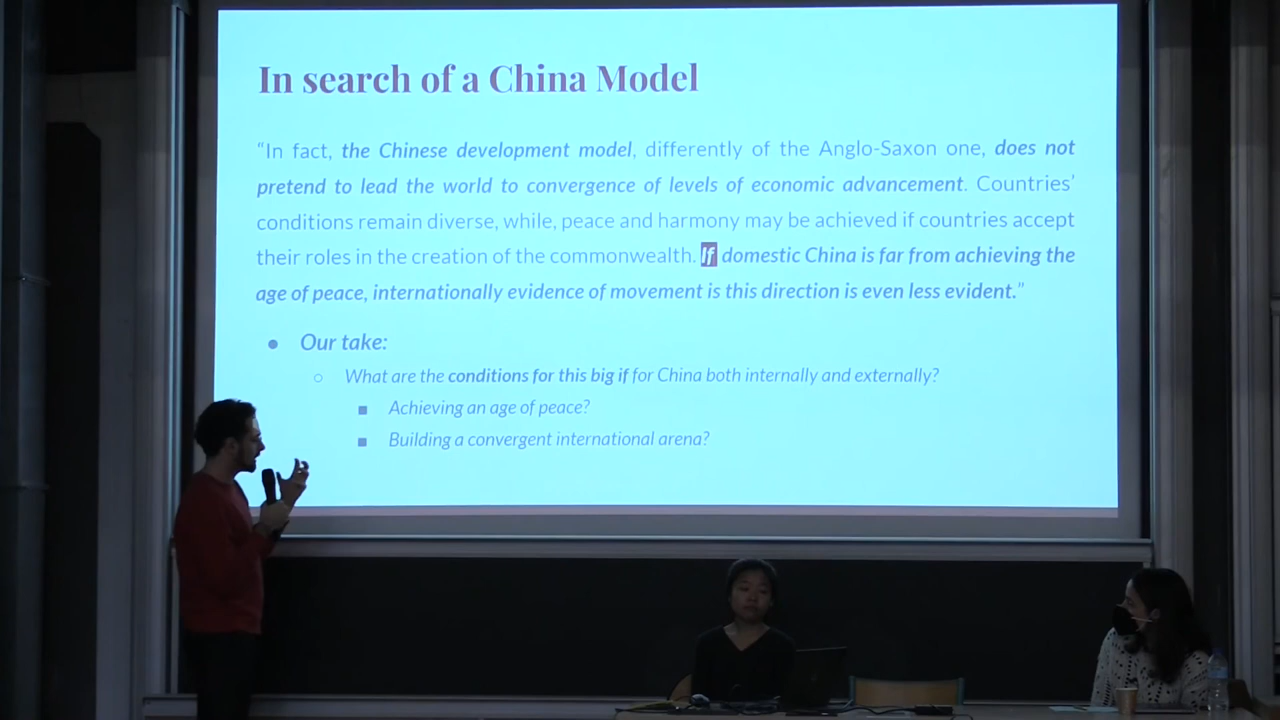 In search of a China Model
“In fact, the Chinese development model, differently of the Anglo-Saxon one, does not
pretend to lead the world to convergence of levels of economic advancement. Countries’
conditions remain diverse, while, peace and harmony may be achieved if countries accept
their roles in the creation of the commonwealth. If domestic China is far from achieving the
age of peace, internationally evidence of movement is this direction is even less evident.”
Our take:
What are the conditions for this big if for China both internally and externally?
Achieving an age of peace?
Building a convergent international arena?